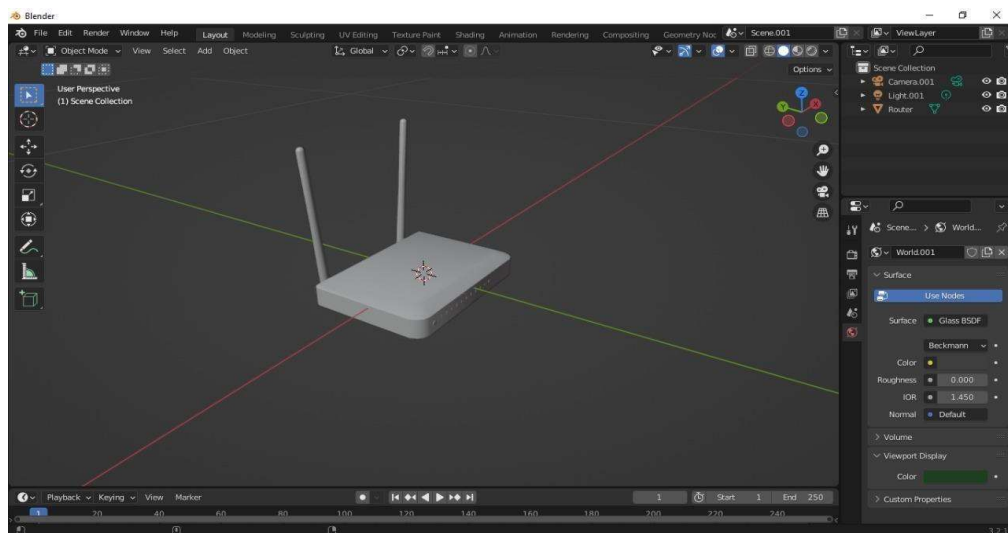 Blender
File Edit Render Window Help Layout Modeling Sculpting UV Editing Texture Paint Shading Animation Rendering Compositing Geometry Noc Scene.001 ViewLayer
Object Mode View Select Add Object Global
Options
User Perspective
(1) Scene Collection
Z
Y
X
Scene Collection
Camera.001
Light.001
Router
Scene... > World...
World.001
Surface
Use Nodes
Surface Glass BSDF
Beckmann
Color
Roughness 0.000
IOR 1.450
Normal Default
Volume
Viewport Display
Color
Custom Properties
Playback Keying View Marker 1 Start 1 End 250
1 20 40 60 80 100 120 140 160 180 200 220 240
3.2.1